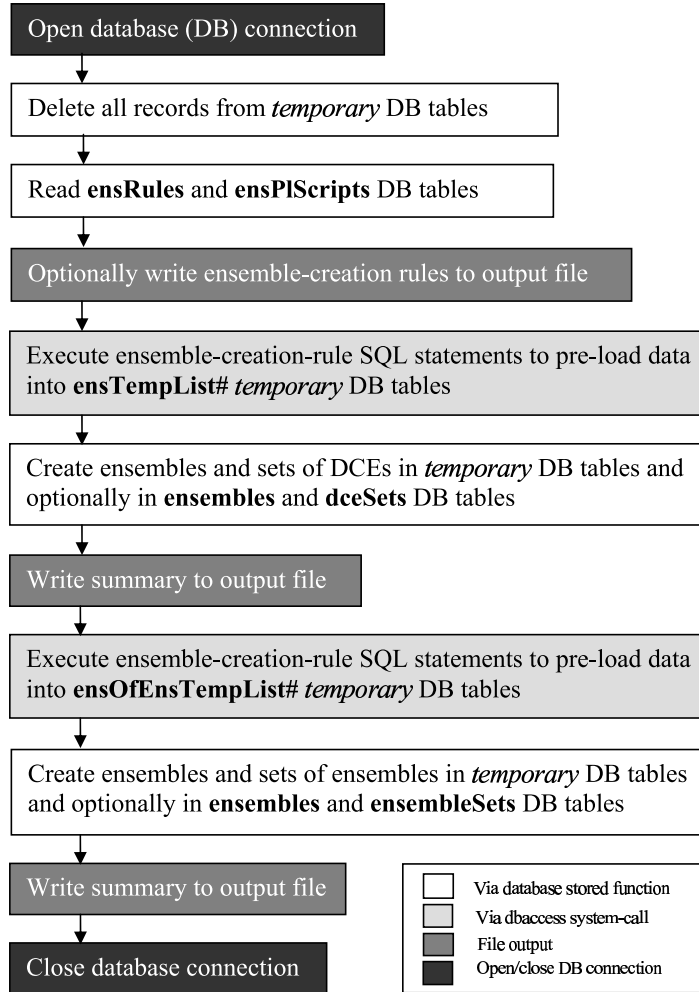 Open database (DB) connection
Delete all records from temporary DB tables
Read ensRules and ensPlScripts DB tables
Optionally write ensemble-creation rules to output file
Execute ensemble-creation-rule SQL statements to pre-load data
into ensTempList# temporary DB tables
Create ensembles and sets of DCEs in temporary DB tables and
optionally in ensembles and dceSets DB tables
Write summary to output file
Execute ensemble-creation-rule SQL statements to pre-load data
into ensOfEnsTempList# temporary DB tables
Create ensembles and sets of ensembles in temporary DB tables
and optionally in ensembles and ensembleSets DB tables
Write summary to output file
Close database connection
Via database stored function
Via dbaccess system-call
File output
Open/close DB connection